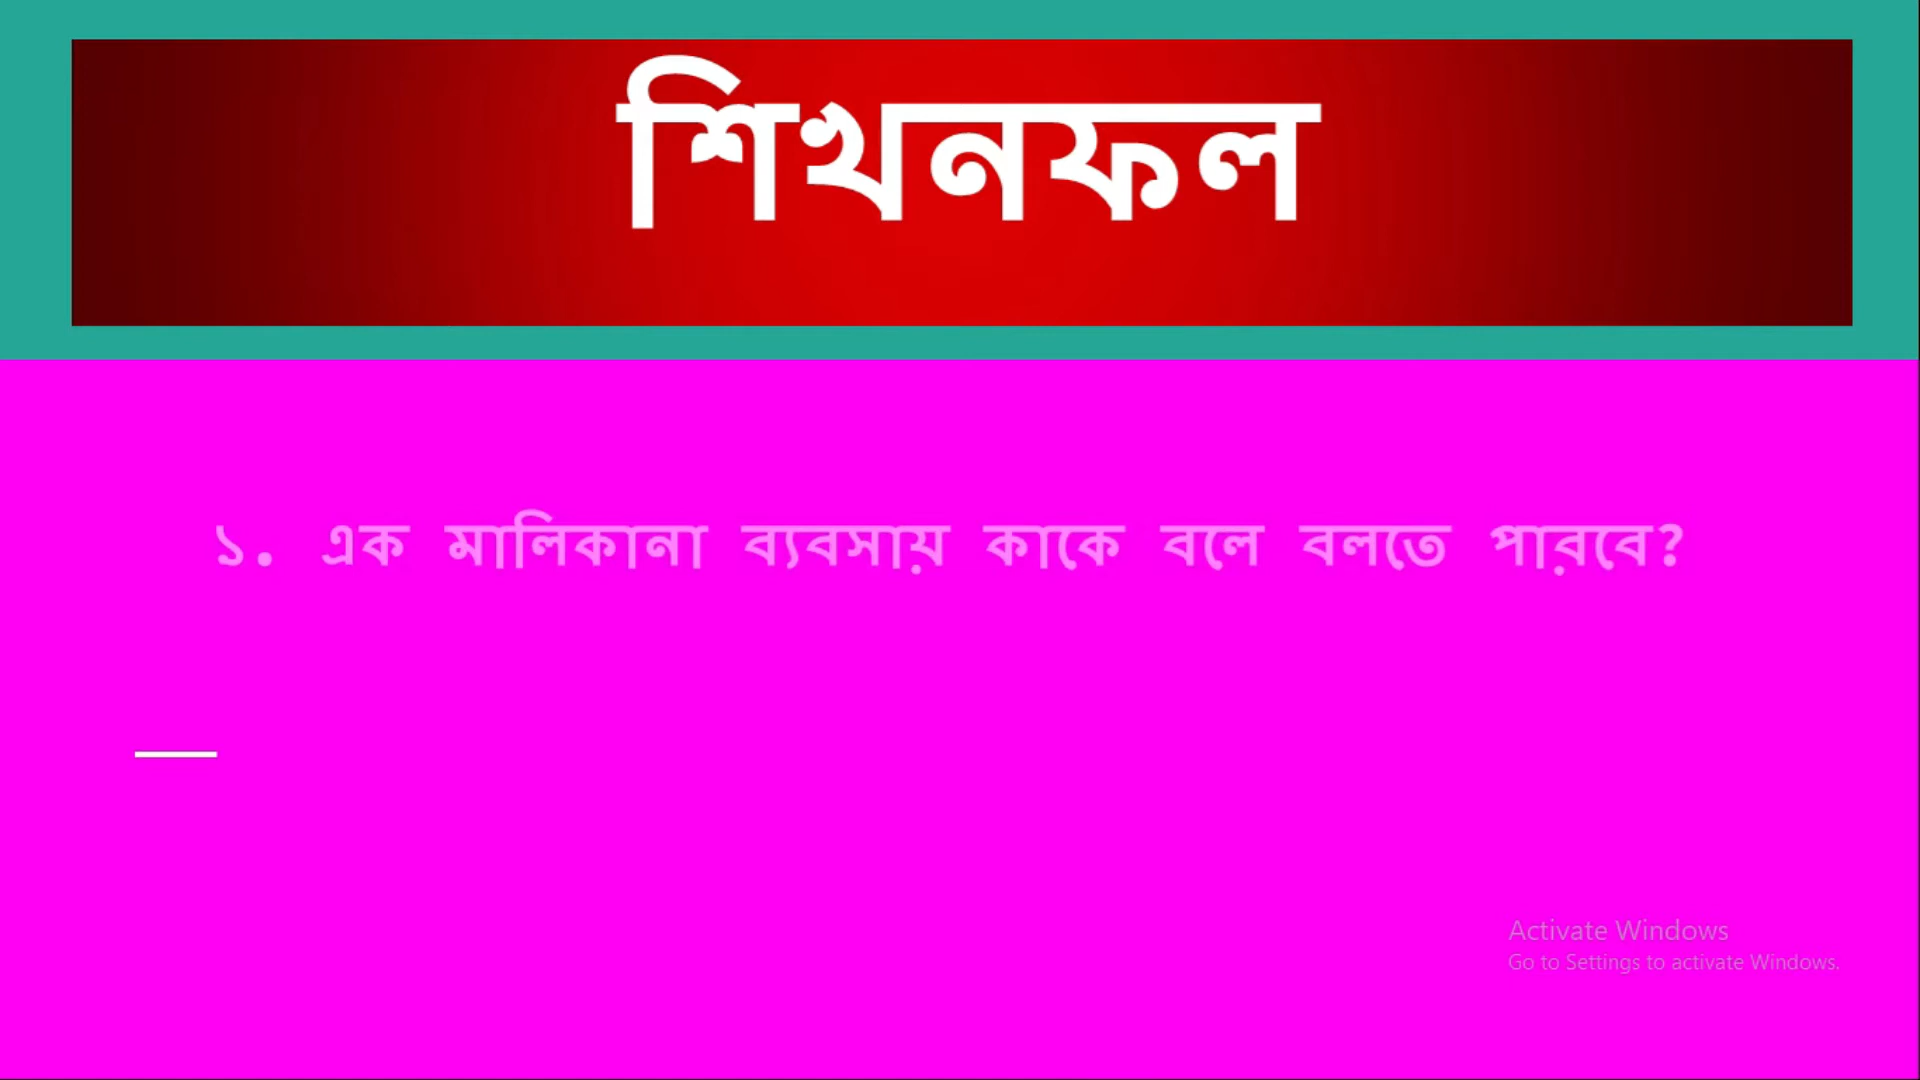 শিখনফল
১. এক মালিকানা ব্যবসায় কাকে বলে বলতে পারবে?
Activate Windows
Go to Settings to activate Windows.